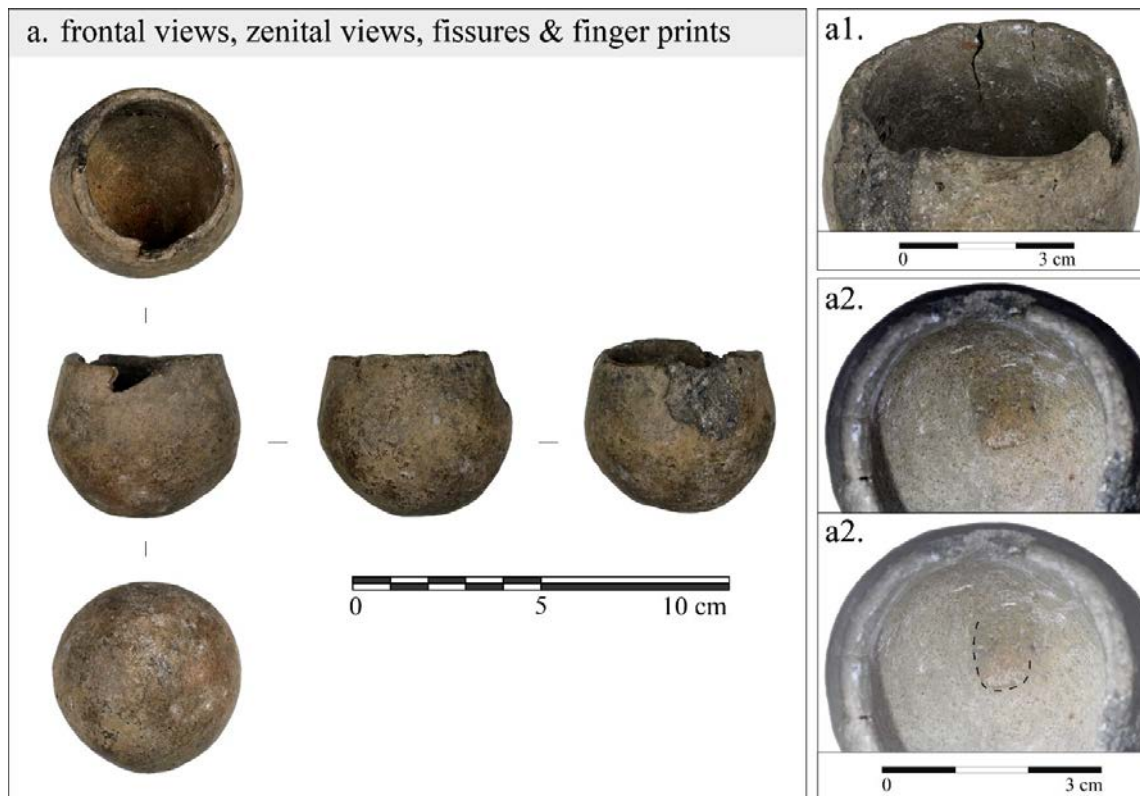 a. frontal views, zenital views, fissures & finger prints
0 5 10 cm
a1.
0 3 cm
a2.
a2.
0 3 cm